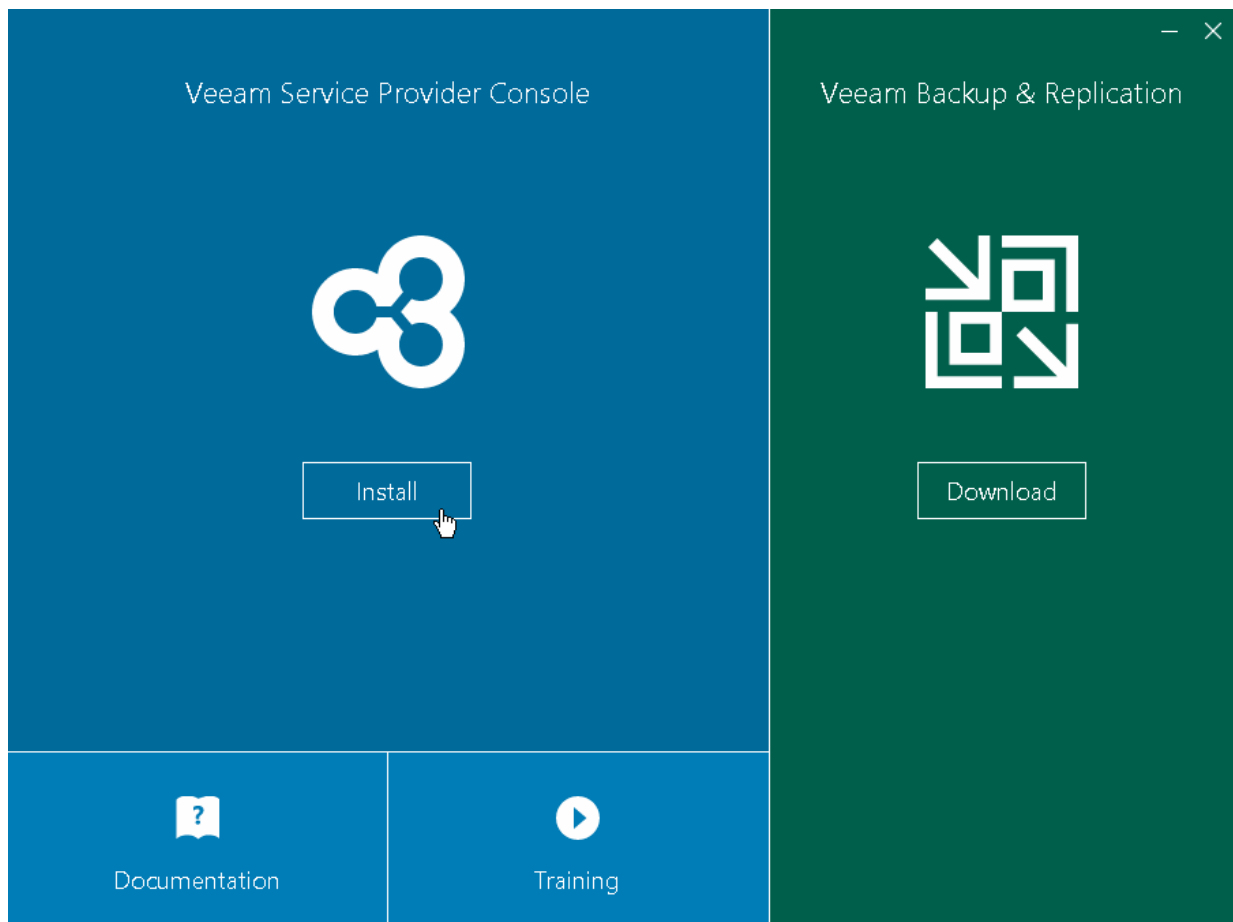 Veeam Service Provider Console
Veeam Backup & Replication
Install
Download
?
Documentation
Training